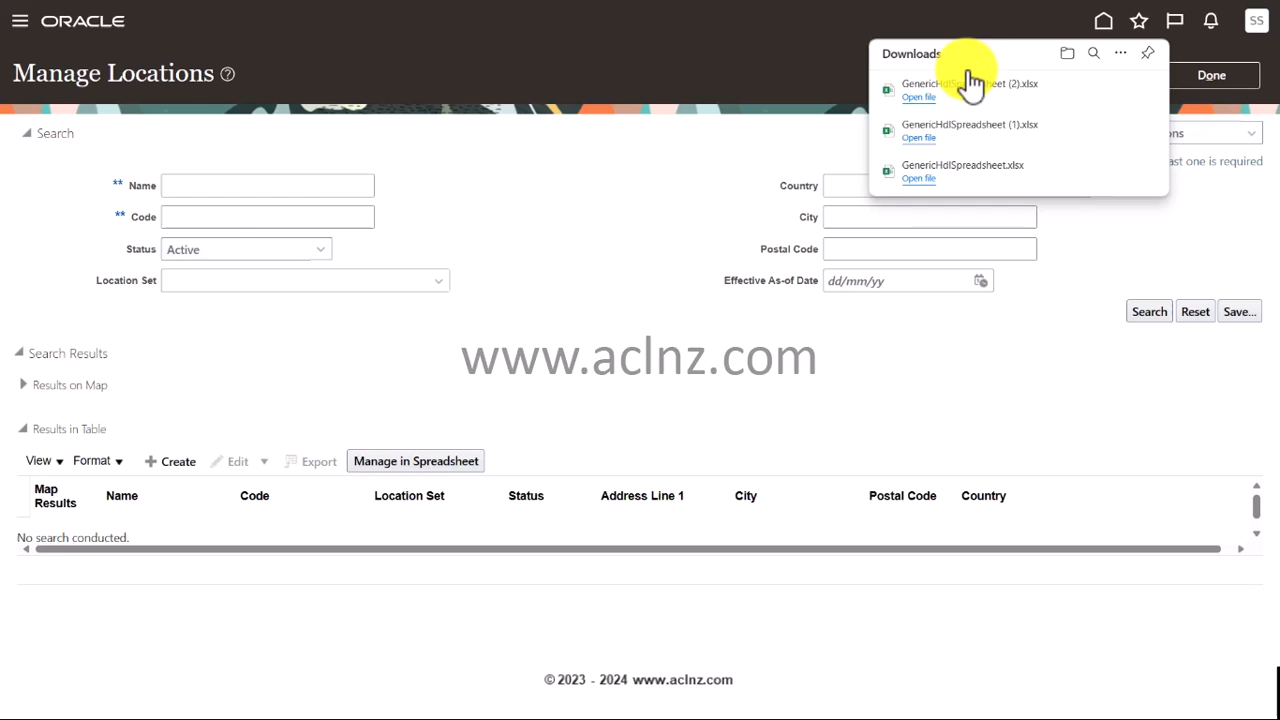 ORACLE
SS
Manage Locations
Downloads
Done
GenericHdlSpreadsheet (2).xlsx
Open file
GenericHdlSpreadsheet (1).xlsx
Open file
GenericHdlSpreadsheet.xlsx
Open file
Search
ast one is required
** Name
Country
** Code
City
Status Active
Postal Code
Location Set
Effective As-of Date dd/mm/yy
Search Reset Save...
Search Results
www.aclnz.com
Results on Map
Results in Table
View Format Create Edit Export Manage in Spreadsheet
Map Results Name Code Location Set Status Address Line 1 City Postal Code Country
No search conducted.
© 2023 - 2024 www.aclnz.com